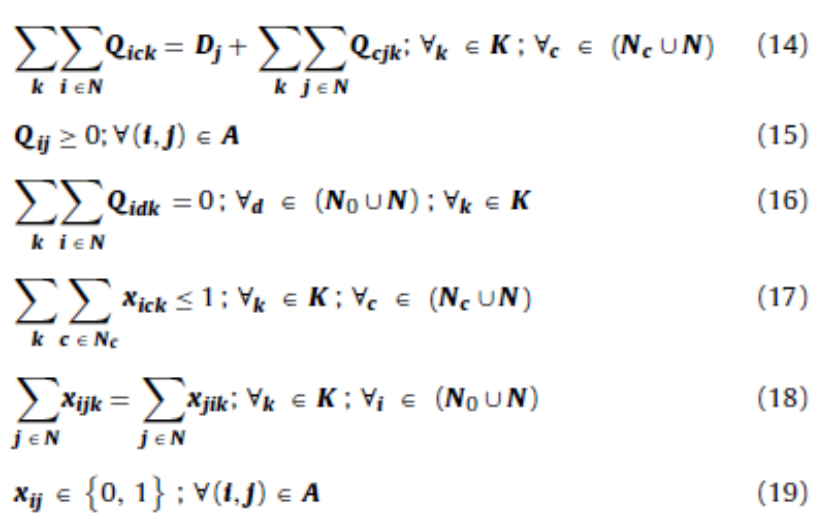 ∑_k ∑_{i∈N} Q_{ick} = D_j + ∑_k ∑_{j∈N} Q_{cjk}; ∀_k ∈ K; ∀_c ∈ (N_c ∪ N) (14)
Q_{ij} ≥ 0; ∀(i, j) ∈ A (15)
∑_k ∑_{i∈N} Q_{idk} = 0; ∀_d ∈ (N_0 ∪ N); ∀_k ∈ K (16)
∑_k ∑_{c∈N_c} x_{ick} ≤ 1; ∀_k ∈ K; ∀_c ∈ (N_c ∪ N) (17)
∑_{j∈N} x_{ijk} = ∑_{j∈N} x_{jik}; ∀_k ∈ K; ∀_i ∈ (N_0 ∪ N) (18)
x_{ij} ∈ {0, 1}; ∀(i, j) ∈ A (19)